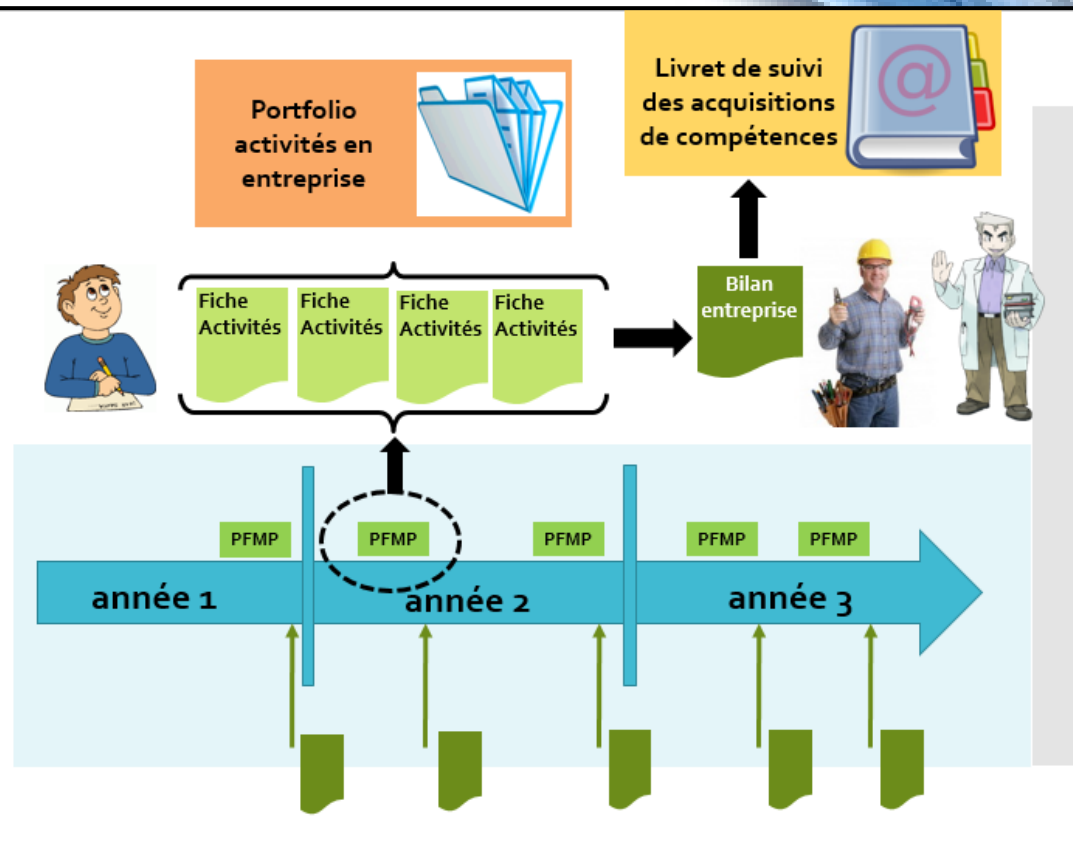 Portfolio
activités en
entreprise
Livret de suivi
des acquisitions
de compétences
@
Fiche
Activités
Fiche
Activités
Fiche
Activités
Fiche
Activités
Bilan
entreprise
PFMP
PFMP
PFMP
PFMP
PFMP
année 1
année 2
année 3